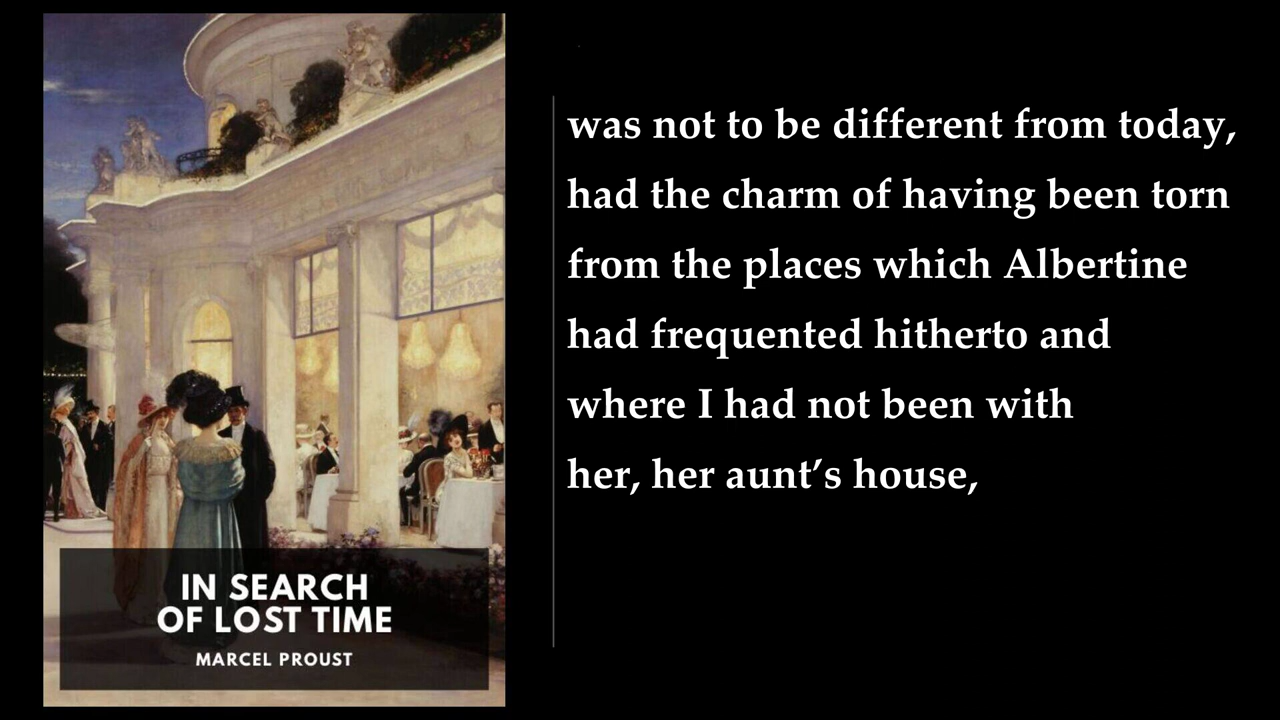 IN SEARCH
OF LOST TIME
MARCEL PROUST
was not to be different from today,
had the charm of having been torn
from the places which Albertine
had frequented hitherto and
where I had not been with
her, her aunt’s house,